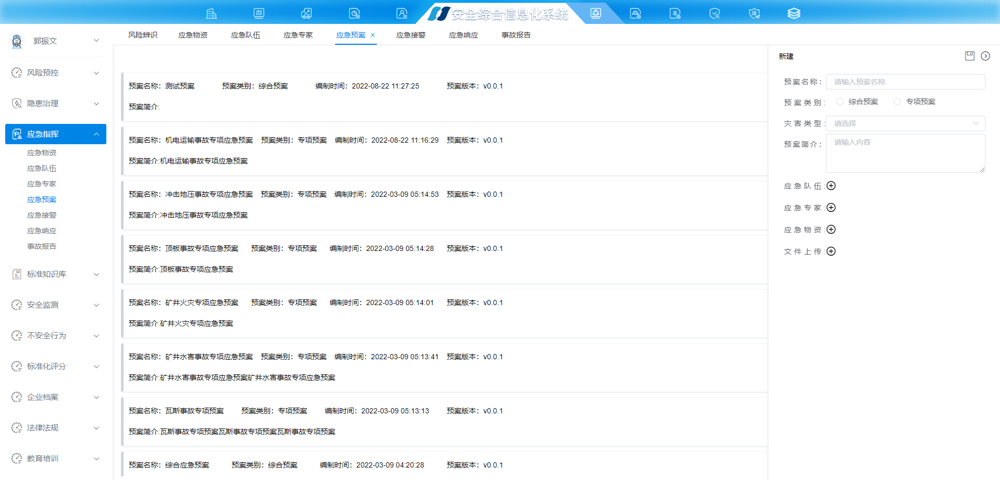 安全综合信息化系统
郭振文
风险预控
隐患治理
应急指挥
应急物资
应急队伍
应急专家
应急预案
应急接警
应急响应
事故报告
标准知识库
安全监测
不安全行为
标准化评分
企业档案
法律法规
教育培训
风险辨识 应急物资 应急队伍 应急专家 应急预案 × 应急接警 应急响应 事故报告
预案名称：测试预案 预案类别：综合预案 编制时间：2022-08-22 11:27:25 预案版本：v0.0.1
预案简介:
预案名称：机电运输事故专项应急预案 预案类别：专项预案 编制时间：2022-08-22 11:16:29 预案版本：v0.0.1
预案简介:机电运输事故专项应急预案
预案名称：冲击地压事故专项应急预案 预案类别：专项预案 编制时间：2022-03-09 05:14:53 预案版本：v0.0.1
预案简介:冲击地压事故专项应急预案
预案名称：顶板事故专项应急预案 预案类别：专项预案 编制时间：2022-03-09 05:14:28 预案版本：v0.0.1
预案简介:顶板事故专项应急预案
预案名称：矿井火灾专项应急预案 预案类别：专项预案 编制时间：2022-03-09 05:14:01 预案版本：v0.0.1
预案简介:矿井火灾专项应急预案
预案名称：矿井水害事故专项应急预案 预案类别：专项预案 编制时间：2022-03-09 05:13:41 预案版本：v0.0.1
预案简介:矿井水害事故专项应急预案矿井水害事故专项应急预案
预案名称：瓦斯事故专项预案 预案类别：专项预案 编制时间：2022-03-09 05:13:13 预案版本：v0.0.1
预案简介:瓦斯事故专项预案瓦斯事故专项预案瓦斯事故专项预案
预案名称：综合应急预案 预案类别：综合预案 编制时间：2022-03-09 04:20:28 预案版本：v0.0.1
新建
预案名称: 请输入预案名称
预案类别: 综合预案 专项预案
灾害类型: 请选择
预案简介: 请输入内容
应急队伍:
应急专家:
应急物资:
文件上传: